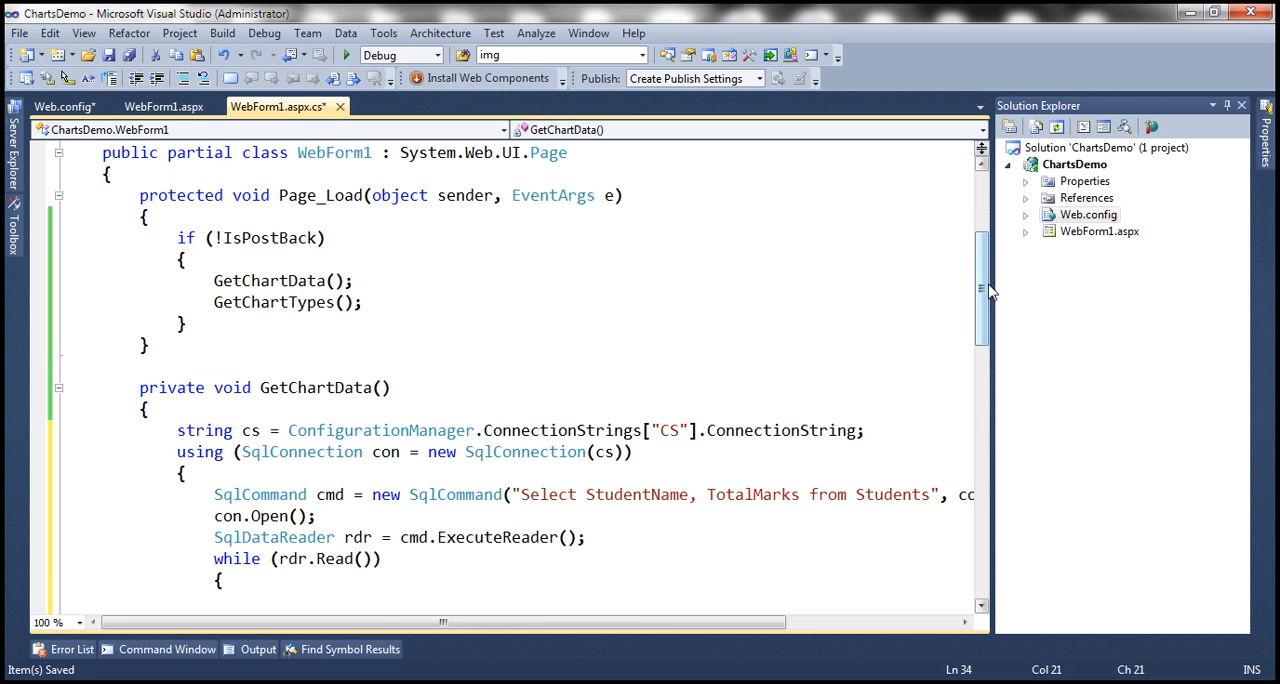 ChartsDemo - Microsoft Visual Studio (Administrator)
File Edit View Refactor Project Build Debug Team Data Tools Architecture Test Analyze Window Help
Debug img
Install Web Components Publish: Create Publish Settings
Web.config* WebForm1.aspx WebForm1.aspx.cs*
ChartsDemo.WebForm1 GetChartData()
public partial class WebForm1 : System.Web.UI.Page
{
protected void Page_Load(object sender, EventArgs e)
{
if (!IsPostBack)
{
GetChartData();
GetChartTypes();
}
}
private void GetChartData()
{
string cs = ConfigurationManager.ConnectionStrings["CS"].ConnectionString;
using (SqlConnection con = new SqlConnection(cs))
{
SqlCommand cmd = new SqlCommand("Select StudentName, TotalMarks from Students", co
con.Open();
SqlDataReader rdr = cmd.ExecuteReader();
while (rdr.Read())
{
100 %
Server Explorer
Toolbox
Solution Explorer
Solution 'ChartsDemo' (1 project)
ChartsDemo
Properties
References
Web.config
WebForm1.aspx
Properties
Error List Command Window Output Find Symbol Results
Item(s) Saved Ln 34 Col 21 Ch 21 INS